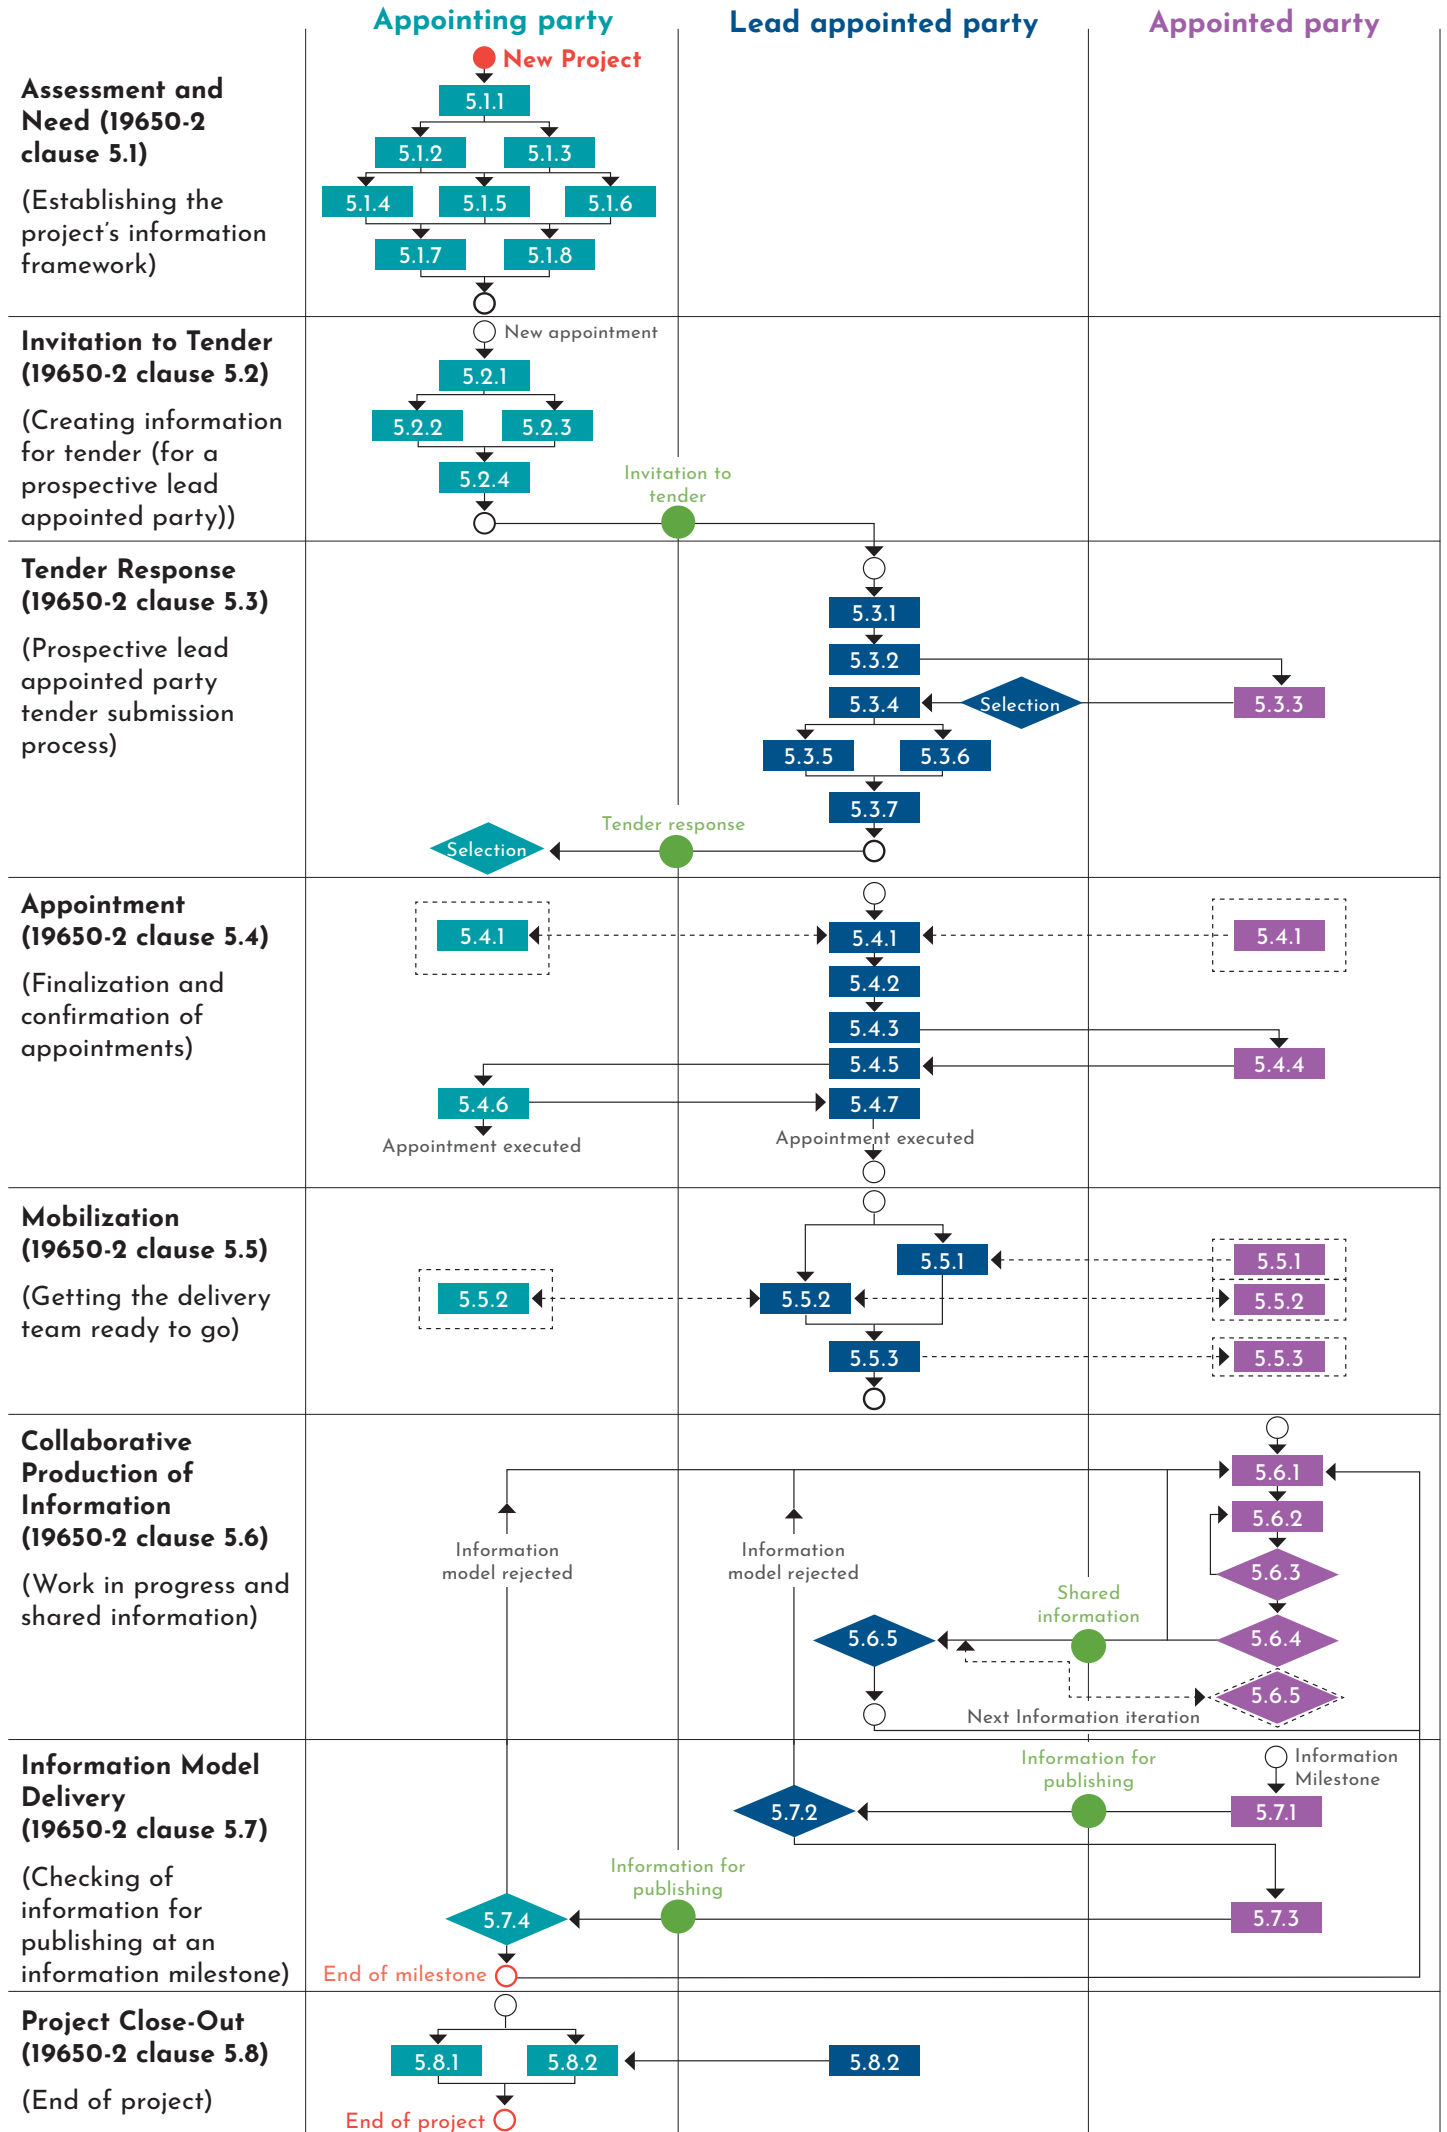 Appointing party
Lead appointed party
Appointed party
New Project
Assessment and
Need (19650-2
clause 5.1)
(Establishing the
project's information
framework)
5.1.1
5.1.2
5.1.3
5.1.4
5.1.5
5.1.6
5.1.7
5.1.8
Invitation to Tender
(19650-2 clause 5.2)
(Creating information
for tender (for a
prospective lead
appointed party))
New appointment
5.2.1
5.2.2
5.2.3
5.2.4
Invitation to
tender
Tender Response
(19650-2 clause 5.3)
(Prospective lead
appointed party
tender submission
process)
5.3.1
5.3.2
5.3.4
Selection
5.3.3
5.3.5
5.3.6
5.3.7
Tender response
Selection
Appointment
(19650-2 clause 5.4)
(Finalization and
confirmation of
appointments)
5.4.1
5.4.1
5.4.1
5.4.2
5.4.3
5.4.5
5.4.4
5.4.6
5.4.7
Appointment executed
Appointment executed
Mobilization
(19650-2 clause 5.5)
(Getting the delivery
team ready to go)
5.5.1
5.5.1
5.5.2
5.5.2
5.5.2
5.5.3
5.5.3
Collaborative
Production of
Information
(19650-2 clause 5.6)
(Work in progress and
shared information)
5.6.1
5.6.2
Information
model rejected
Information
model rejected
5.6.3
Shared
information
5.6.5
5.6.4
5.6.5
Next Information iteration
Information Model
Delivery
(19650-2 clause 5.7)
(Checking of
information for
publishing at an
information milestone)
Information for
publishing
Information
Milestone
5.7.2
5.7.1
Information for
publishing
5.7.4
5.7.3
End of milestone
Project Close-Out
(19650-2 clause 5.8)
(End of project)
5.8.1
5.8.2
5.8.2
End of project